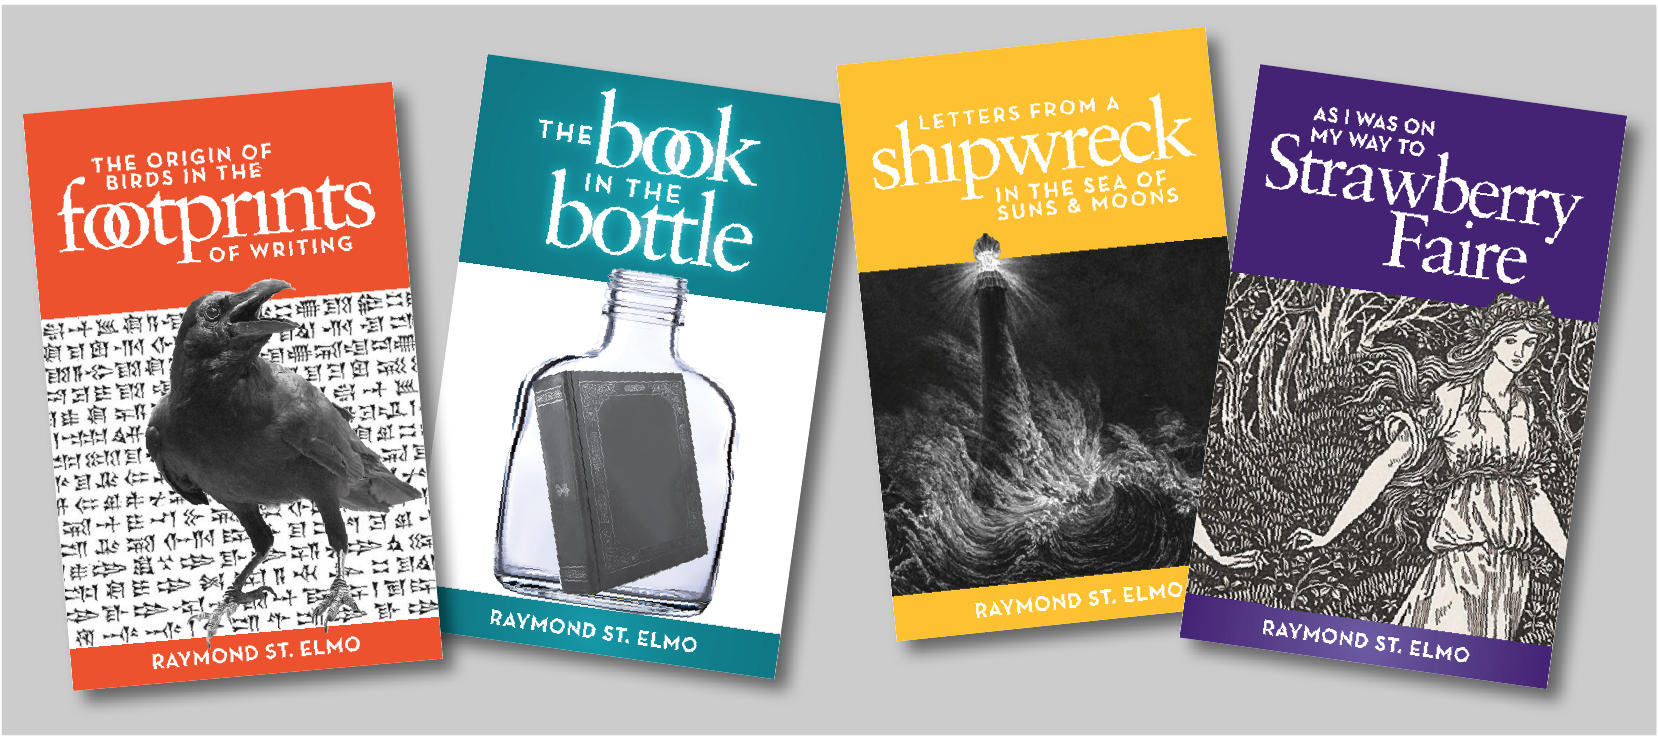 THE ORIGIN OF
BIRDS IN THE
footprints
OF WRITING
RAYMOND ST. ELMO
THE book
IN THE
bottle
RAYMOND ST. ELMO
LETTERS FROM A
shipwreck
IN THE SEA OF
SUNS & MOONS
RAYMOND ST. ELMO
AS I WAS ON
MY WAY TO
Strawberry
Faire
RAYMOND ST. ELMO